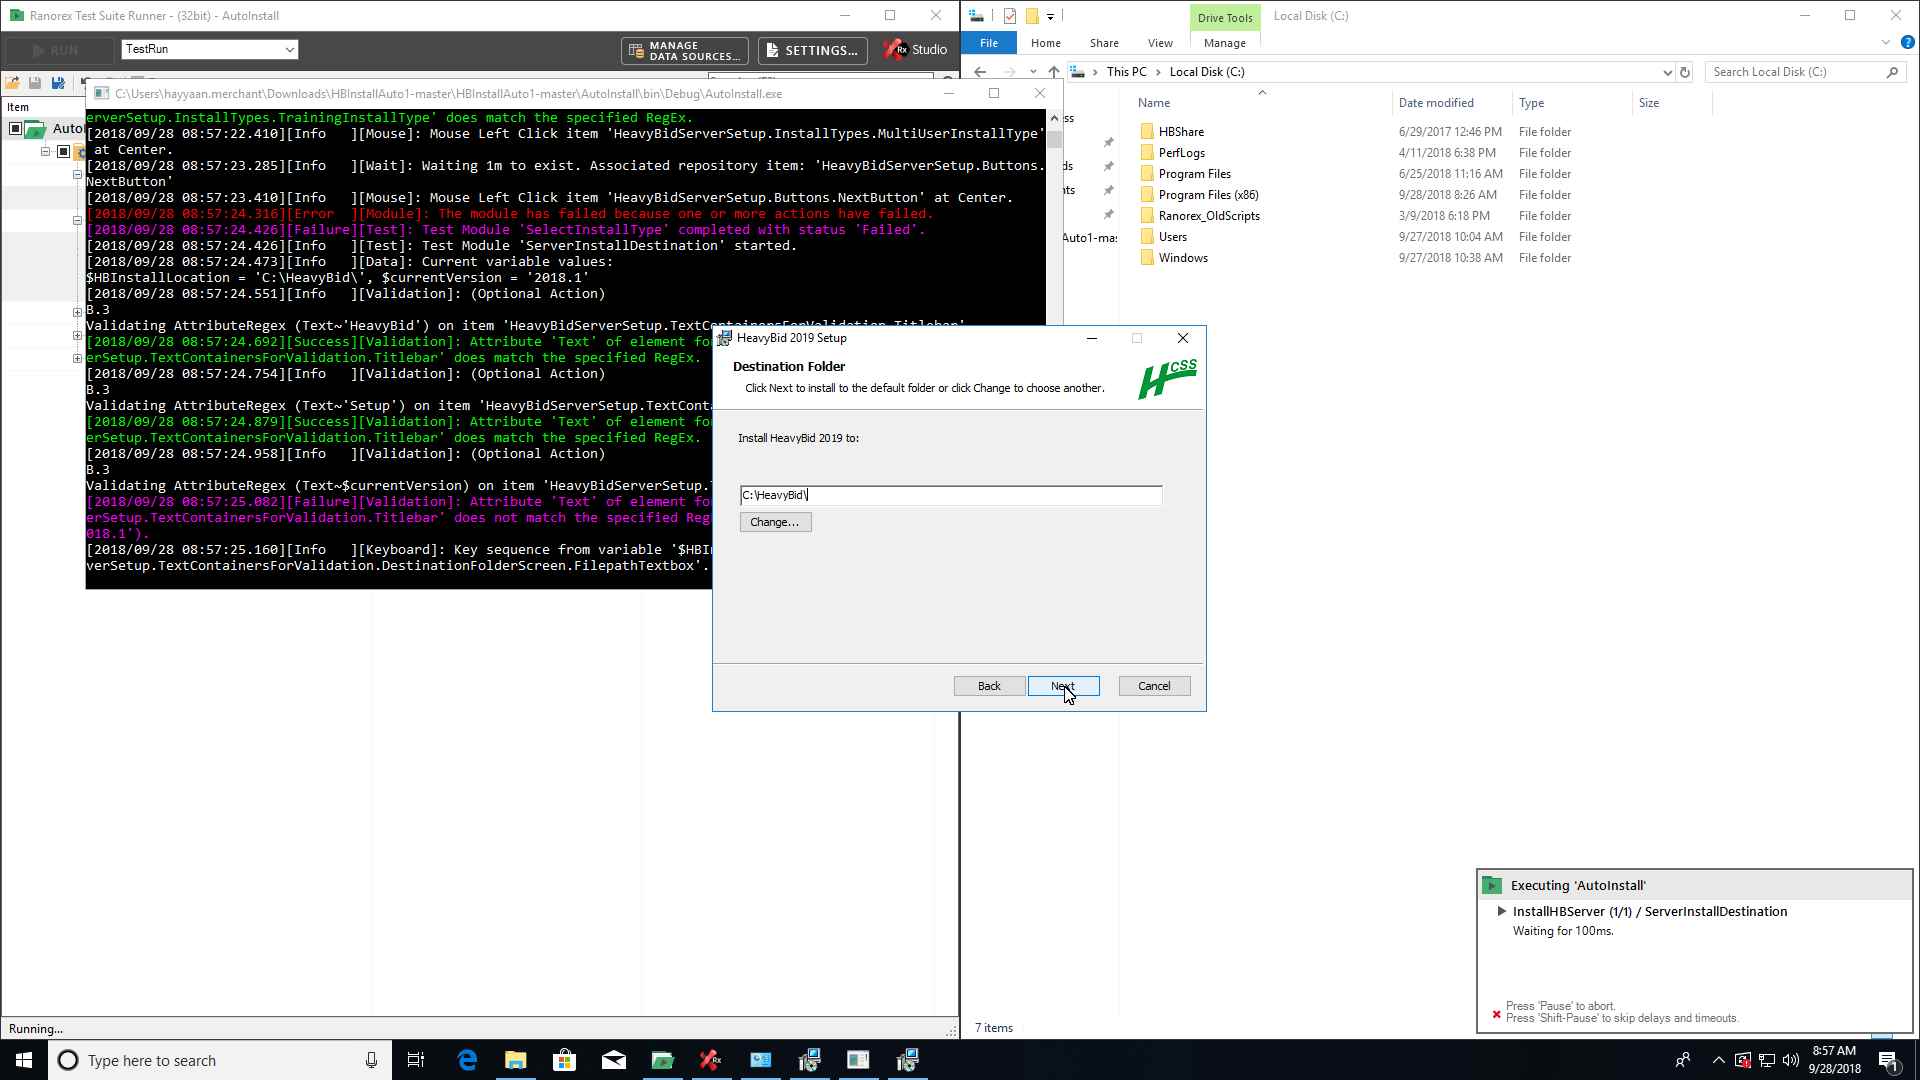 Ranorex Test Suite Runner - (32bit) - AutoInstall
RUN
TestRun
MANAGE
DATA SOURCES...
SETTINGS...
Rx Studio
Item
Auto
C:\Users\hayyaan.merchant\Downloads\HBInstallAuto1-master\HBInstallAuto1-master\AutoInstall\bin\Debug\AutoInstall.exe
erverSetup.InstallTypes.TrainingInstallType' does match the specified RegEx.
[2018/09/28 08:57:22.410][Info   ][Mouse]: Mouse Left Click item 'HeavyBidServerSetup.InstallTypes.MultiUserInstallType'
 at Center.
[2018/09/28 08:57:23.285][Info   ][Wait]: Waiting 1m to exist. Associated repository item: 'HeavyBidServerSetup.Buttons.
NextButton'
[2018/09/28 08:57:23.410][Info   ][Mouse]: Mouse Left Click item 'HeavyBidServerSetup.Buttons.NextButton' at Center.
[2018/09/28 08:57:24.316][Error  ][Module]: The module has failed because one or more actions have failed.
[2018/09/28 08:57:24.426][Failure][Test]: Test Module 'SelectInstallType' completed with status 'Failed'.
[2018/09/28 08:57:24.426][Info   ][Test]: Test Module 'ServerInstallDestination' started.
[2018/09/28 08:57:24.473][Info   ][Data]: Current variable values:
$HBInstallLocation = 'C:\HeavyBid\', $currentVersion = '2018.1'
[2018/09/28 08:57:24.551][Info   ][Validation]: (Optional Action)
B.3
Validating AttributeRegex (Text~'HeavyBid') on item 'HeavyBidServerSetup.TextContainersForValidation.Titlebar'
[2018/09/28 08:57:24.692][Success][Validation]: Attribute 'Text' of element fo
erSetup.TextContainersForValidation.Titlebar' does match the specified RegEx.
[2018/09/28 08:57:24.754][Info   ][Validation]: (Optional Action)
B.3
Validating AttributeRegex (Text~'Setup') on item 'HeavyBidServerSetup.TextConta
[2018/09/28 08:57:24.879][Success][Validation]: Attribute 'Text' of element fo
erSetup.TextContainersForValidation.Titlebar' does match the specified RegEx.
[2018/09/28 08:57:24.958][Info   ][Validation]: (Optional Action)
B.3
Validating AttributeRegex (Text~$currentVersion) on item 'HeavyBidServerSetup.T
[2018/09/28 08:57:25.082][Failure][Validation]: Attribute 'Text' of element fo
erSetup.TextContainersForValidation.Titlebar' does not match the specified Reg
018.1').
[2018/09/28 08:57:25.160][Info   ][Keyboard]: Key sequence from variable '$HBI
verSetup.TextContainersForValidation.DestinationFolderScreen.FilepathTextbox'.
Running...
HeavyBid 2019 Setup
Destination Folder
Click Next to install to the default folder or click Change to choose another.
HCSS
Install HeavyBid 2019 to:
C:\HeavyBid\
Change...
Back
Next
Cancel
Drive Tools
Local Disk (C:)
File
Home
Share
View
Manage
This PC
Local Disk (C:)
Search Local Disk (C:)
Name
Date modified
Type
Size
ss
ds
nts
Auto1-mas
HBShare 6/29/2017 12:46 PM File folder
PerfLogs 4/11/2018 6:38 PM File folder
Program Files 6/25/2018 11:16 AM File folder
Program Files (x86) 9/28/2018 8:26 AM File folder
Ranorex_OldScripts 3/9/2018 6:18 PM File folder
Users 9/27/2018 10:04 AM File folder
Windows 9/27/2018 10:38 AM File folder
7 items
Executing 'AutoInstall'
InstallHBServer (1/1) / ServerInstallDestination
Waiting for 100ms.
Press 'Pause' to abort.
Press 'Shift-Pause' to skip delays and timeouts.
Type here to search
8:57 AM
9/28/2018
1